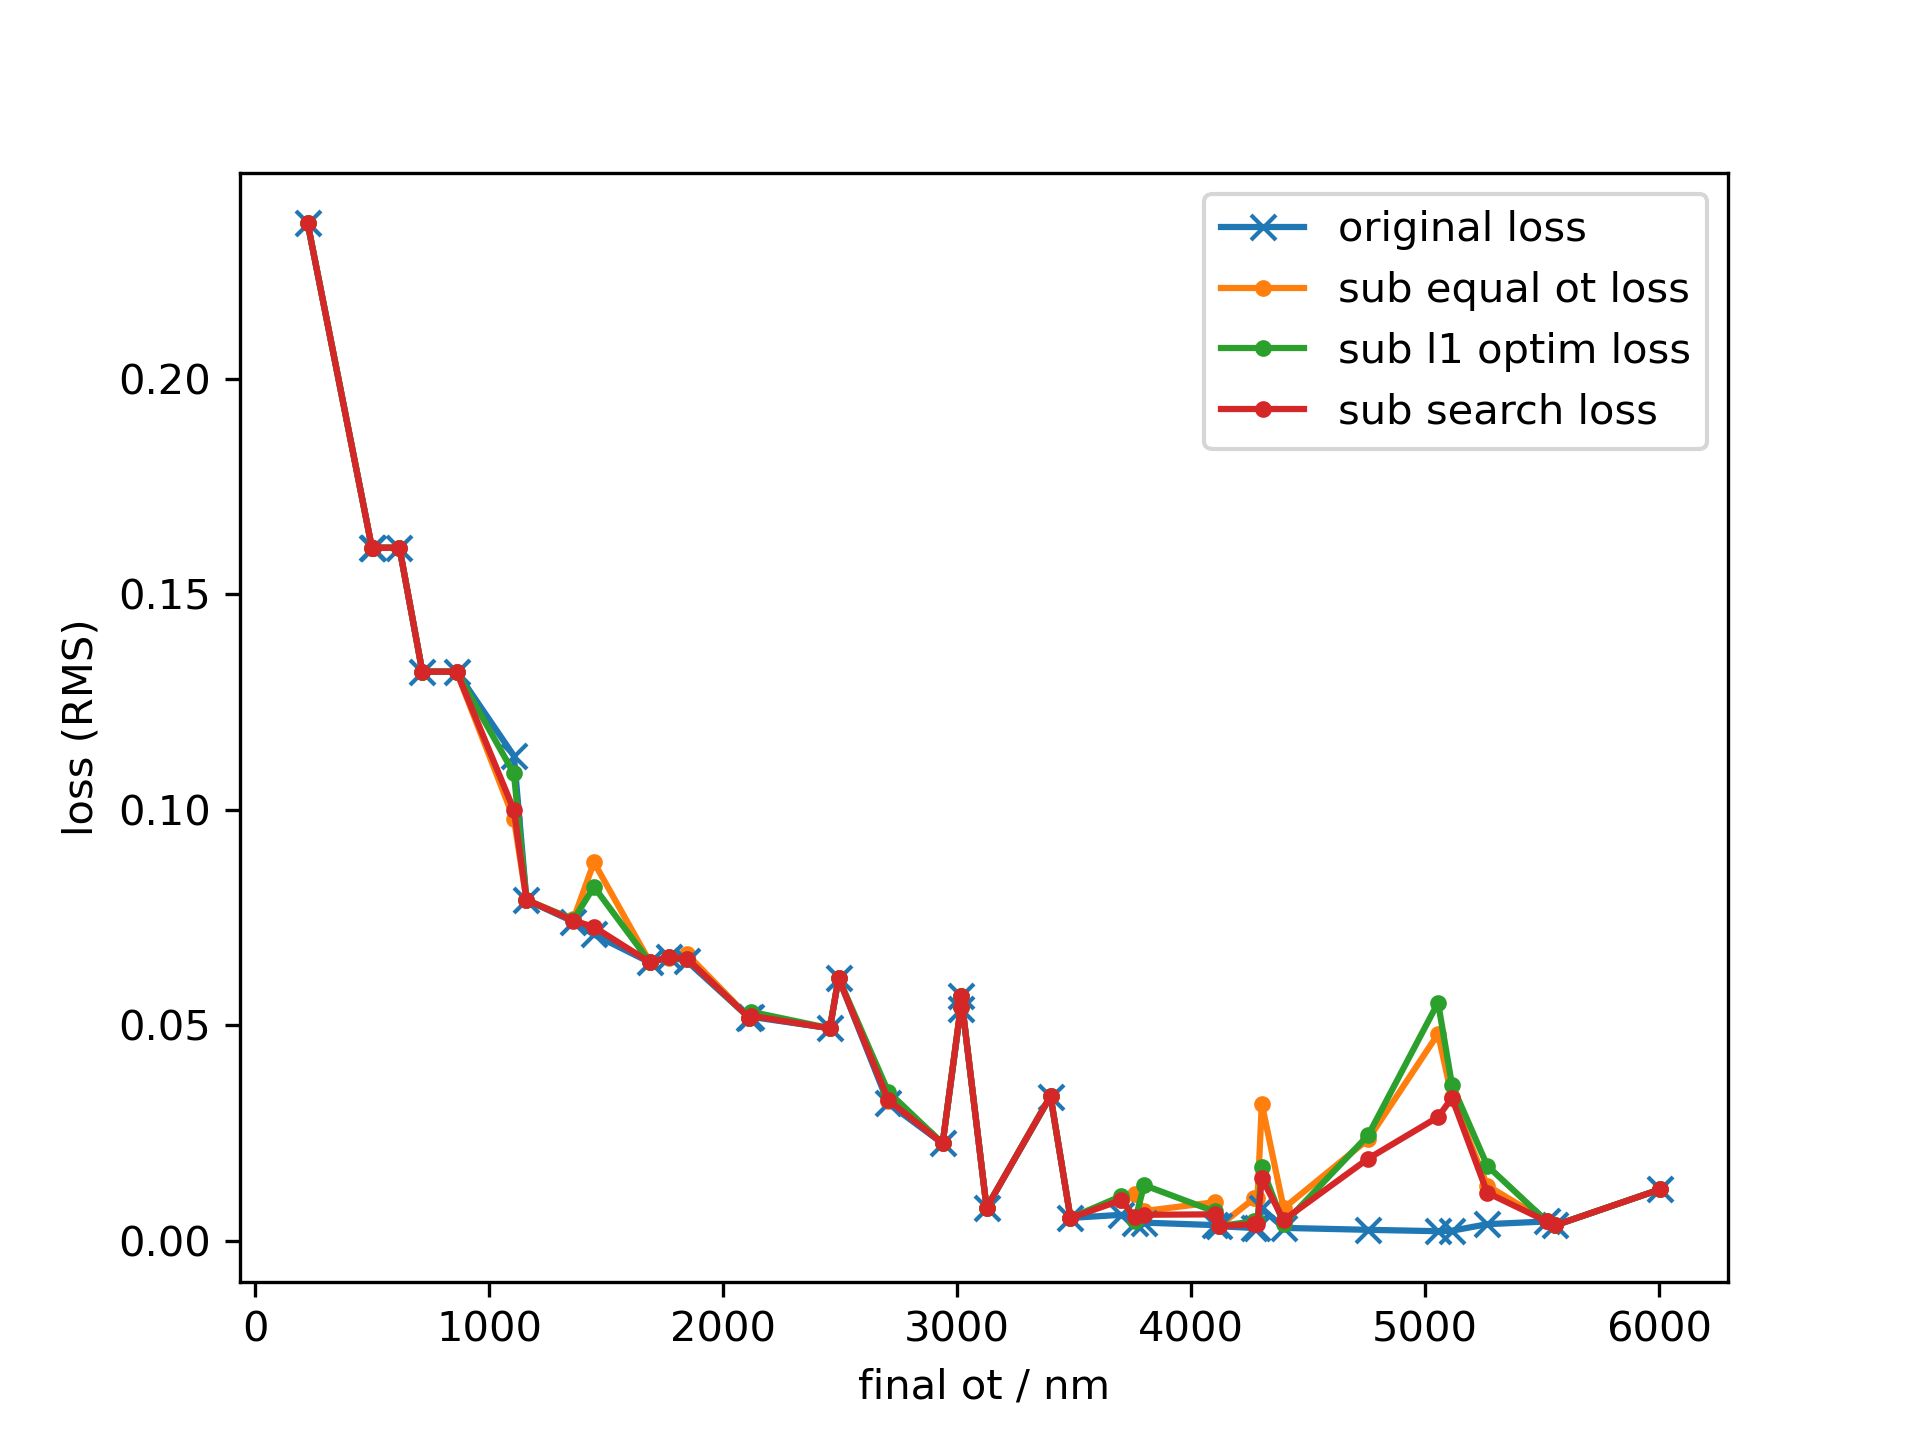 original loss
sub equal ot loss
sub l1 optim loss
sub search loss
0.20
0.15
0.10
0.05
0.00
loss (RMS)
0 1000 2000 3000 4000 5000 6000
final ot / nm